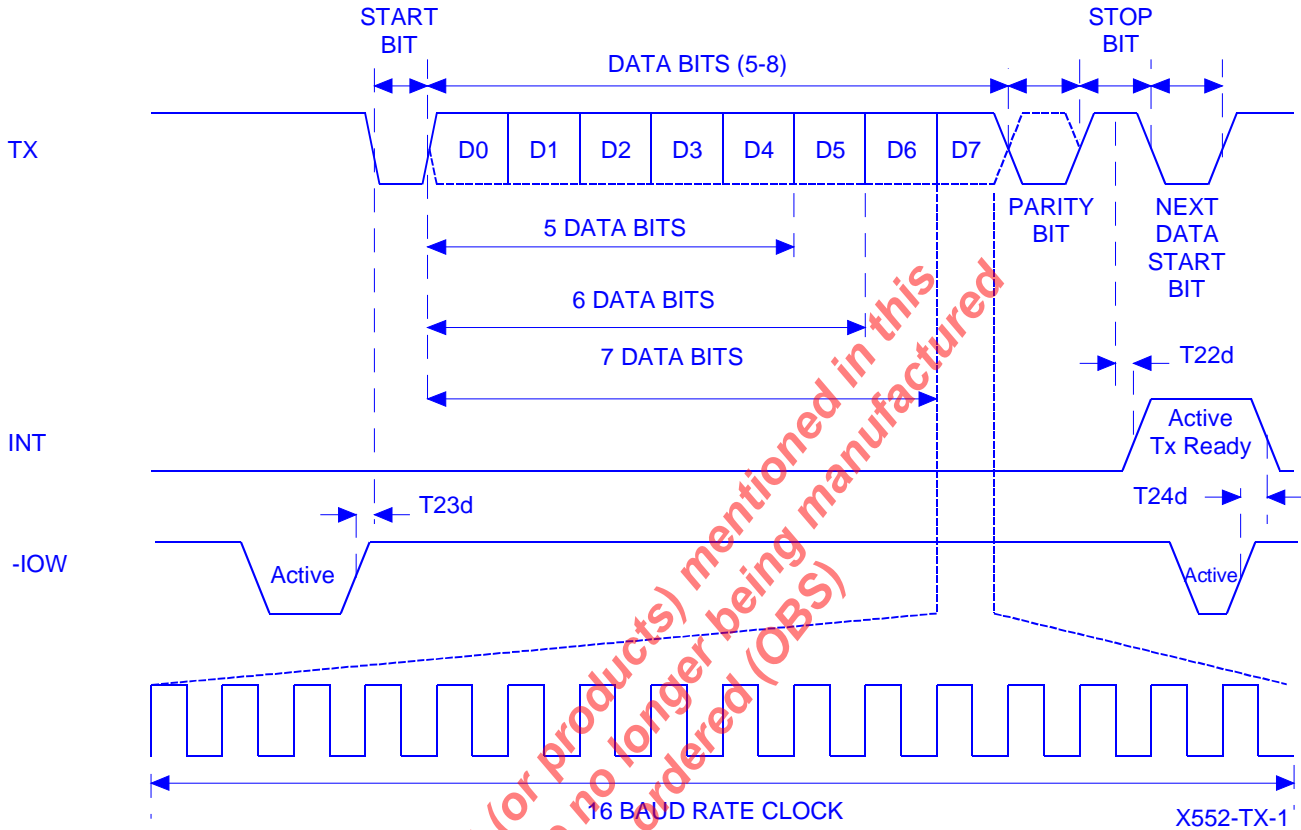 START
BIT
STOP
BIT
DATA BITS (5-8)
TX
D0 D1 D2 D3 D4 D5 D6 D7
PARITY
BIT
NEXT
DATA
START
BIT
5 DATA BITS
6 DATA BITS
7 DATA BITS
T22d
INT
Active
Tx Ready
T23d
T24d
-IOW
Active
Active
16 BAUD RATE CLOCK
X552-TX-1
(or products) mentioned in this
no longer being manufactured
ordered (OBS)